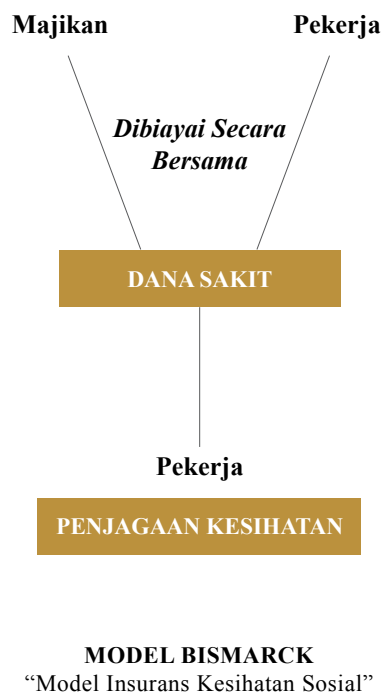 Majikan Pekerja
Dibiayai Secara
Bersama
DANA SAKIT
Pekerja
PENJAGAAN KESIHATAN
MODEL BISMARCK
“Model Insurans Kesihatan Sosial”